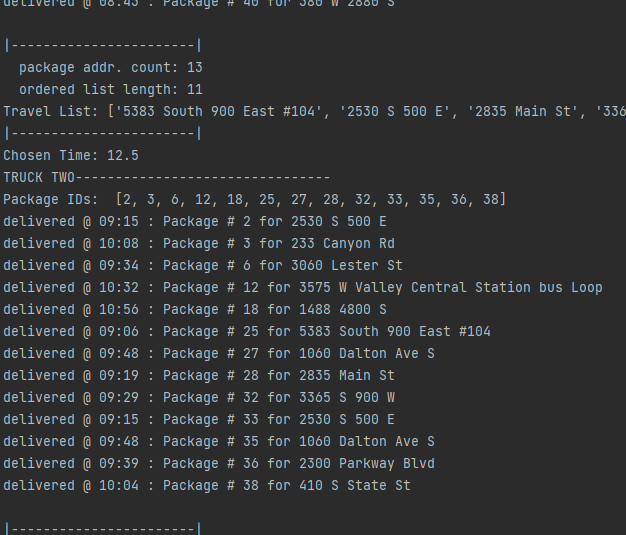 delivered @ 08:43 : Package # 40 for 380 W 2880 S
|-----------------------|
package addr. count: 13
ordered list length: 11
Travel List: ['5383 South 900 East #104', '2530 S 500 E', '2835 Main St', '336
|-----------------------|
Chosen Time: 12.5
TRUCK TWO--------------------------------
Package IDs:  [2, 3, 6, 12, 18, 25, 27, 28, 32, 33, 35, 36, 38]
delivered @ 09:15 : Package # 2 for 2530 S 500 E
delivered @ 10:08 : Package # 3 for 233 Canyon Rd
delivered @ 09:34 : Package # 6 for 3060 Lester St
delivered @ 10:32 : Package # 12 for 3575 W Valley Central Station bus Loop
delivered @ 10:56 : Package # 18 for 1488 4800 S
delivered @ 09:06 : Package # 25 for 5383 South 900 East #104
delivered @ 09:48 : Package # 27 for 1060 Dalton Ave S
delivered @ 09:19 : Package # 28 for 2835 Main St
delivered @ 09:29 : Package # 32 for 3365 S 900 W
delivered @ 09:15 : Package # 33 for 2530 S 500 E
delivered @ 09:48 : Package # 35 for 1060 Dalton Ave S
delivered @ 09:39 : Package # 36 for 2300 Parkway Blvd
delivered @ 10:04 : Package # 38 for 410 S State St
|-----------------------|